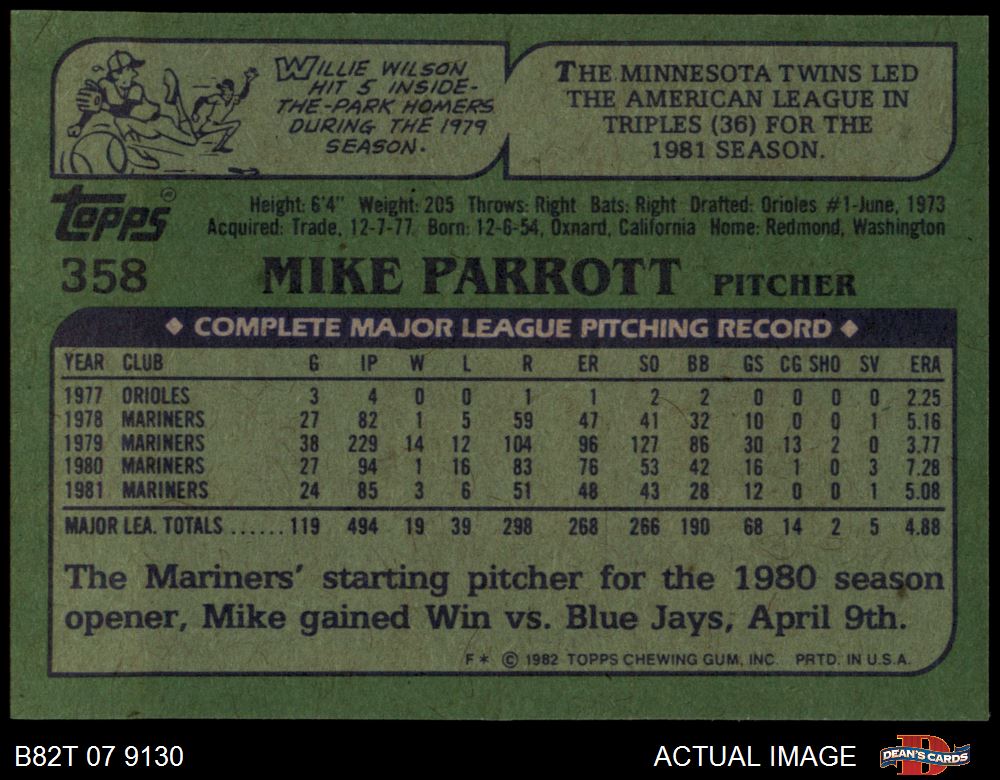 WILLIE WILSON
HIT 5 INSIDE-
THE-PARK HOMERS
DURING THE 1979
SEASON.
THE MINNESOTA TWINS LED
THE AMERICAN LEAGUE IN
TRIPLES (36) FOR THE
1981 SEASON.
Topps®
Height: 6'4" Weight: 205 Throws: Right Bats: Right Drafted: Orioles #1-June, 1973
Acquired: Trade, 12-7-77 Born: 12-6-54, Oxnard, California Home: Redmond, Washington
358 MIKE PARROTT PITCHER
◆ COMPLETE MAJOR LEAGUE PITCHING RECORD ◆
YEAR CLUB G IP W L R ER SO BB GS CG SHO SV ERA
1977 ORIOLES 3 4 0 0 1 1 2 2 0 0 0 0 2.25
1978 MARINERS 27 82 1 5 59 47 41 32 10 0 0 1 5.16
1979 MARINERS 38 229 14 12 104 96 127 86 30 13 2 0 3.77
1980 MARINERS 27 94 1 16 83 76 53 42 16 1 0 3 7.28
1981 MARINERS 24 85 3 6 51 48 43 28 12 0 0 1 5.08
MAJOR LEA. TOTALS ...... 119 494 19 39 298 268 266 190 68 14 2 5 4.88
The Mariners' starting pitcher for the 1980 season
opener, Mike gained Win vs. Blue Jays, April 9th.
F* © 1982 TOPPS CHEWING GUM, INC. PRTD. IN U.S.A.
B82T 07 9130
ACTUAL IMAGE
D
DEAN'S CARDS